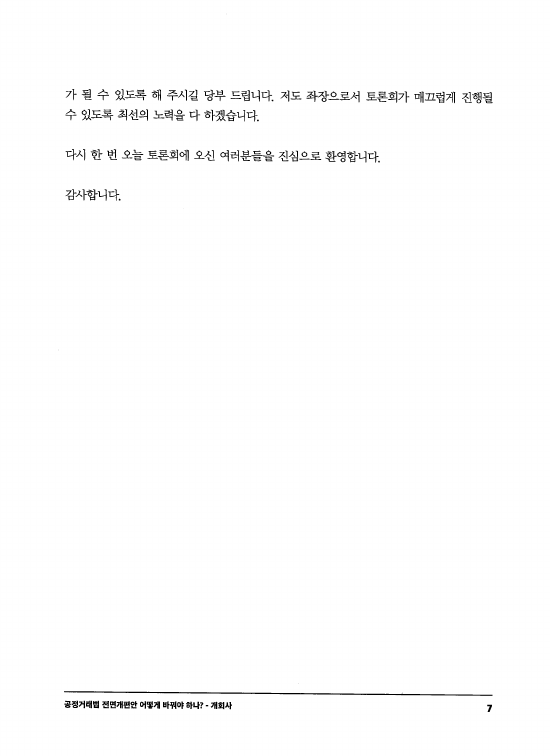 가 될 수 있도록 해 주시길 당부 드립니다. 저도 좌장으로서 토론회가 매끄럽게 진행될
수 있도록 최선의 노력을 다 하겠습니다.
다시 한 번 오늘 토론회에 오신 여러분들을 진심으로 환영합니다.
감사합니다.
공정거래법 전면개편안 어떻게 바꿔야 하나? - 개회사
7